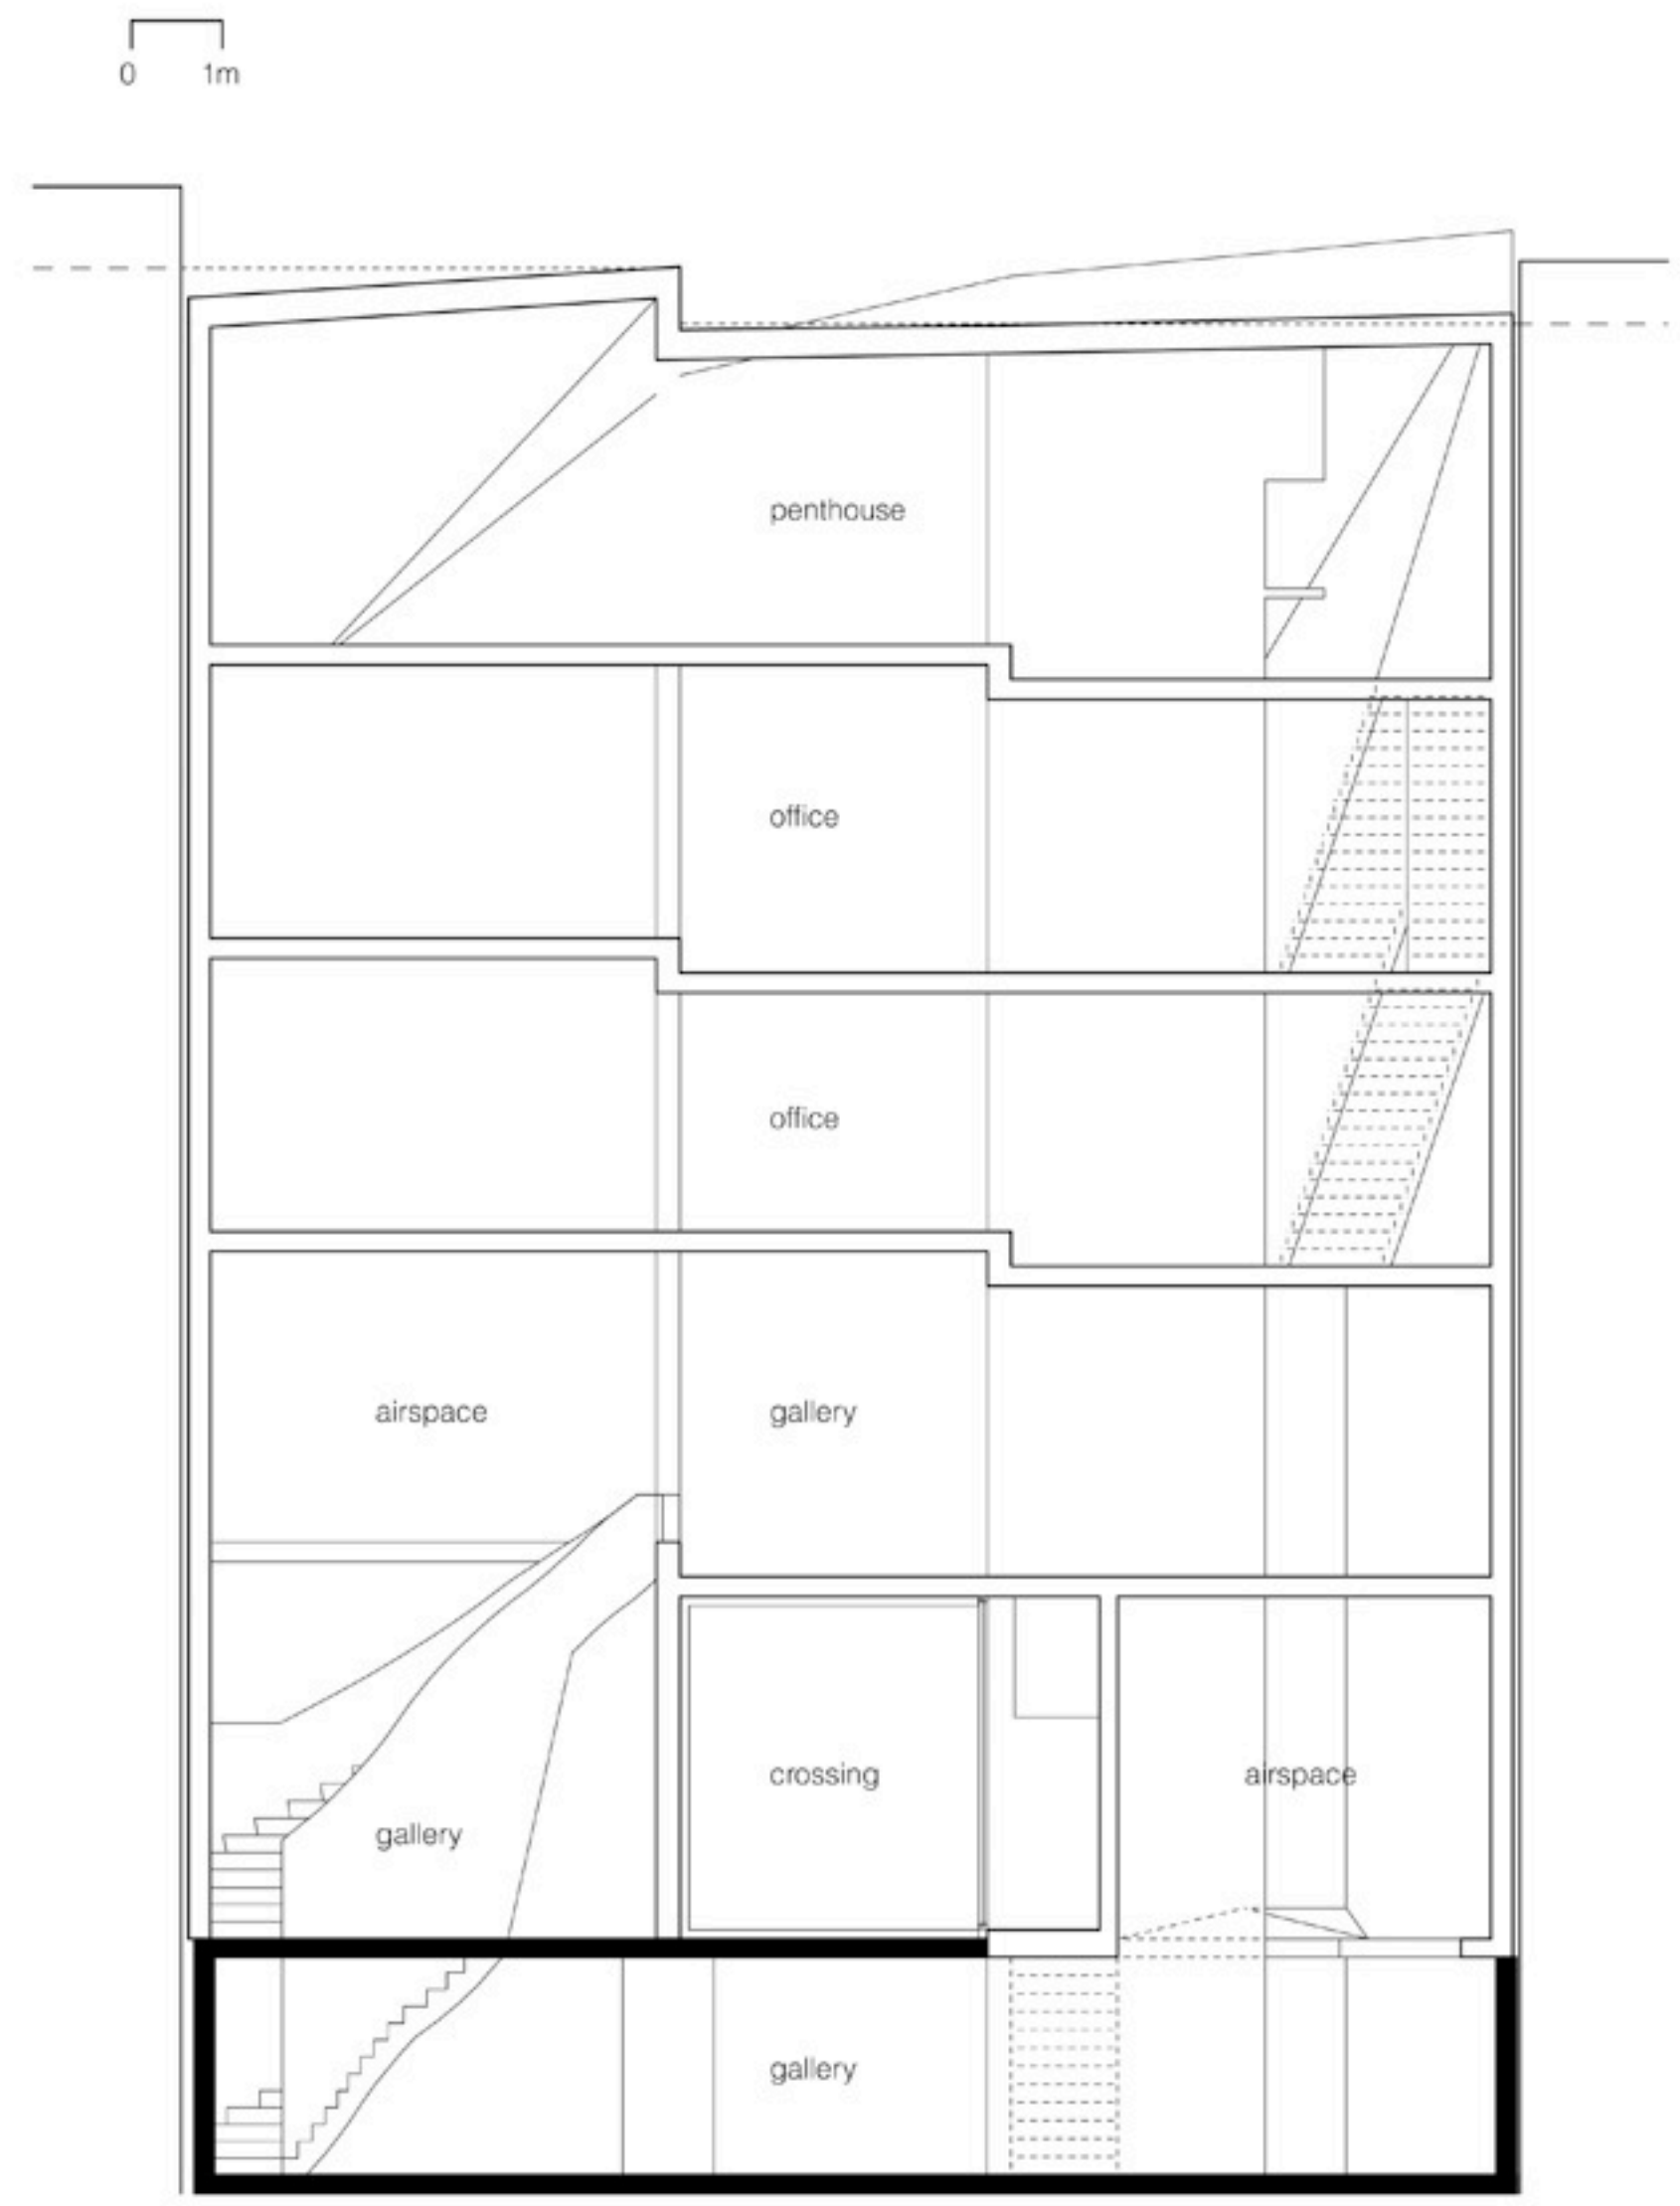 0 1m
penthouse
office
office
airspace gallery
crossing airspace
gallery
gallery